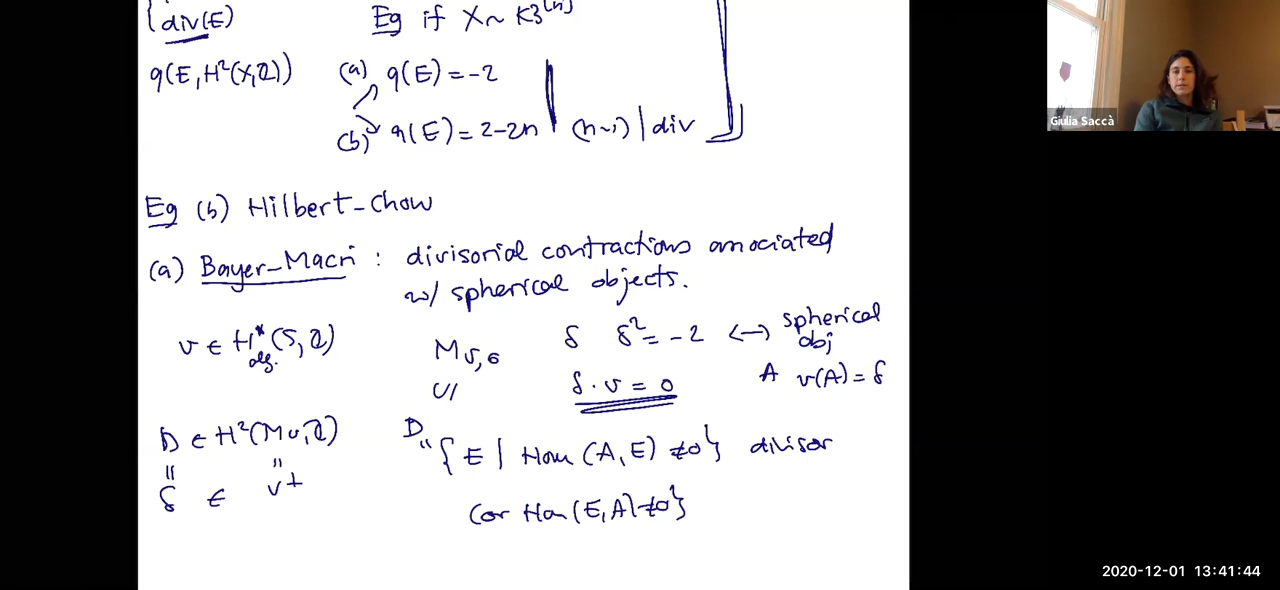 div(E) Eg if X ~ K3^[n]
q(E, H²(X,Z)) (a) q(E) = -2
(b) q(E) = 2-2n (n-1) | div
Eg (b) Hilbert-Chow
(a) Bayer-Macrì : divisorial contractions associated
w/ spherical objects.
v ∈ H*alg.(S,Z) Mv,σ δ δ² = -2 ↔ spherical obj
∪| δ·v = 0 A v(A) = δ
D ∈ H²(Mv,Z) D = {E | Hom(A,E) ≠0} divisor
δ ∈ v⊥ (or Hom(E,A) ≠0}
Giulia Saccà
2020-12-01 13:41:44